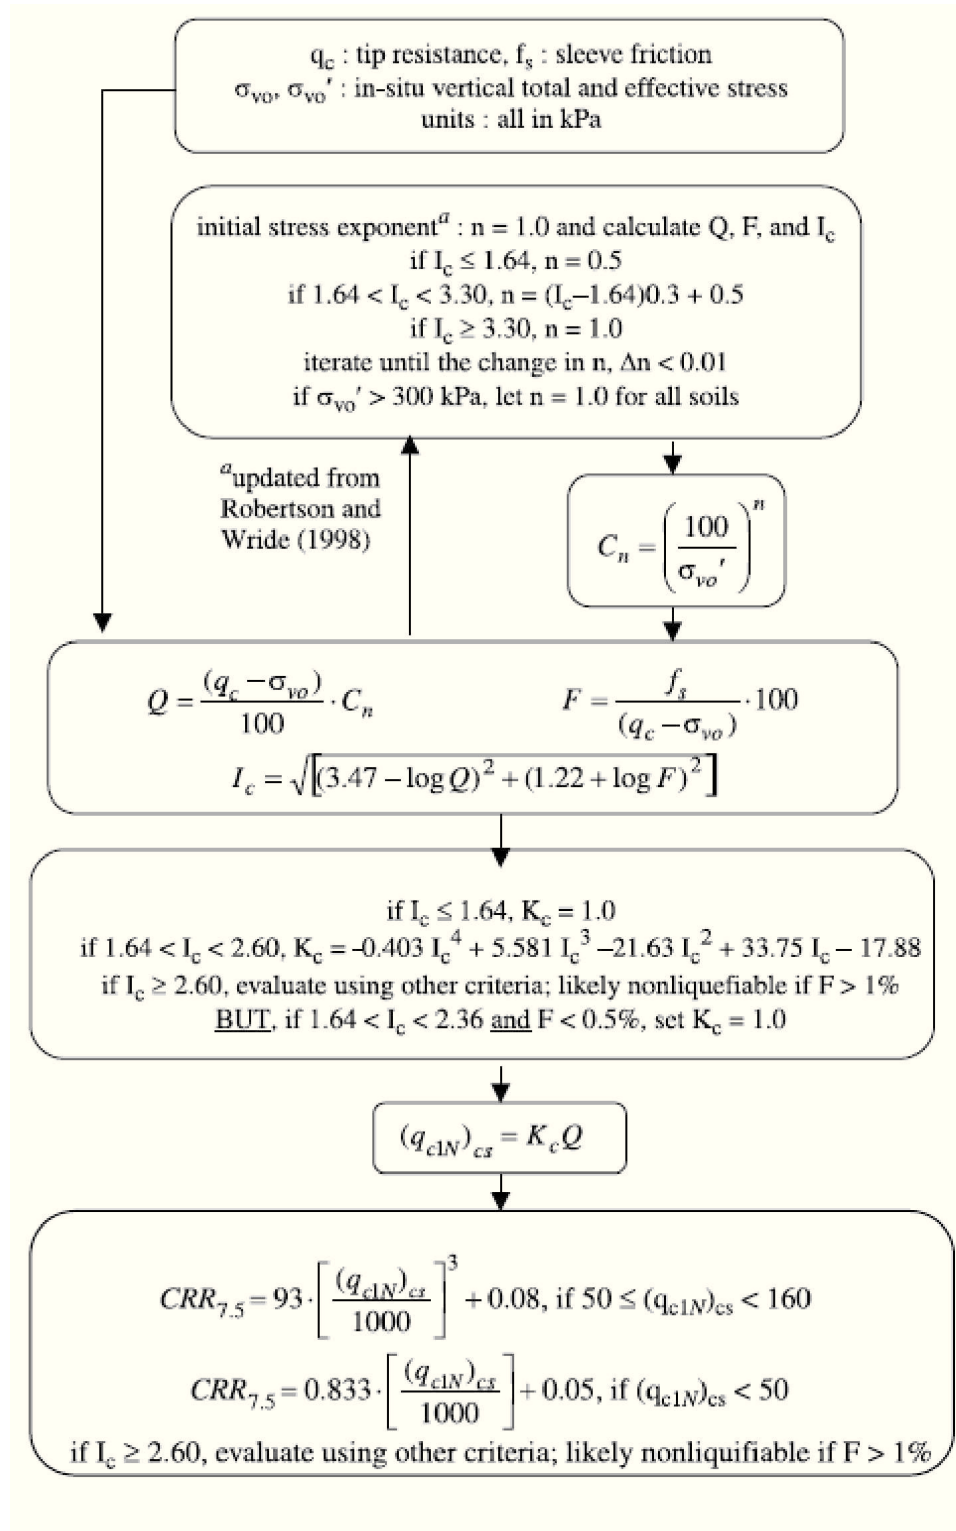 q_c : tip resistance, f_s : sleeve friction
σ_vo, σ_vo' : in-situ vertical total and effective stress
units : all in kPa
initial stress exponent^a : n = 1.0 and calculate Q, F, and I_c
if I_c ≤ 1.64, n = 0.5
if 1.64 < I_c < 3.30, n = (I_c–1.64)0.3 + 0.5
if I_c ≥ 3.30, n = 1.0
iterate until the change in n, Δn < 0.01
if σ_vo' > 300 kPa, let n = 1.0 for all soils
^a updated from
Robertson and
Wride (1998)
C_n = (100 / σ_vo')^n
Q = (q_c − σ_vo) / 100 · C_n
F = f_s / (q_c − σ_vo) · 100
I_c = √[(3.47 − log Q)^2 + (1.22 + log F)^2]
if I_c ≤ 1.64, K_c = 1.0
if 1.64 < I_c < 2.60, K_c = -0.403 I_c^4 + 5.581 I_c^3 –21.63 I_c^2 + 33.75 I_c – 17.88
if I_c ≥ 2.60, evaluate using other criteria; likely nonliquefiable if F > 1%
BUT, if 1.64 < I_c < 2.36 and F < 0.5%, set K_c = 1.0
(q_c1N)_cs = K_c Q
CRR_7.5 = 93 · [(q_c1N)_cs / 1000]^3 + 0.08, if 50 ≤ (q_c1N)_cs < 160
CRR_7.5 = 0.833 · [(q_c1N)_cs / 1000] + 0.05, if (q_c1N)_cs < 50
if I_c ≥ 2.60, evaluate using other criteria; likely nonliquifiable if F > 1%